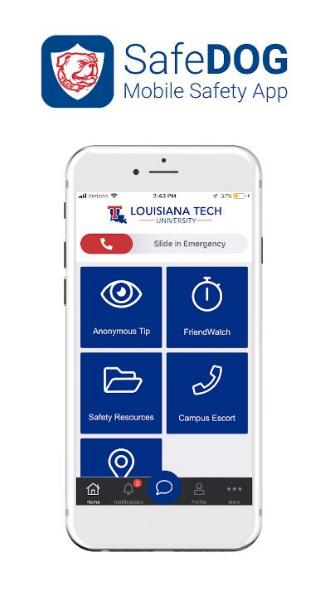 SafeDOG
Mobile Safety App
Verizon 2:43 PM 37%
LOUISIANA TECH
UNIVERSITY
Slide in Emergency
Anonymous Tip
FriendWatch
Safety Resources
Campus Escort
Home
Notifications
Profile
More